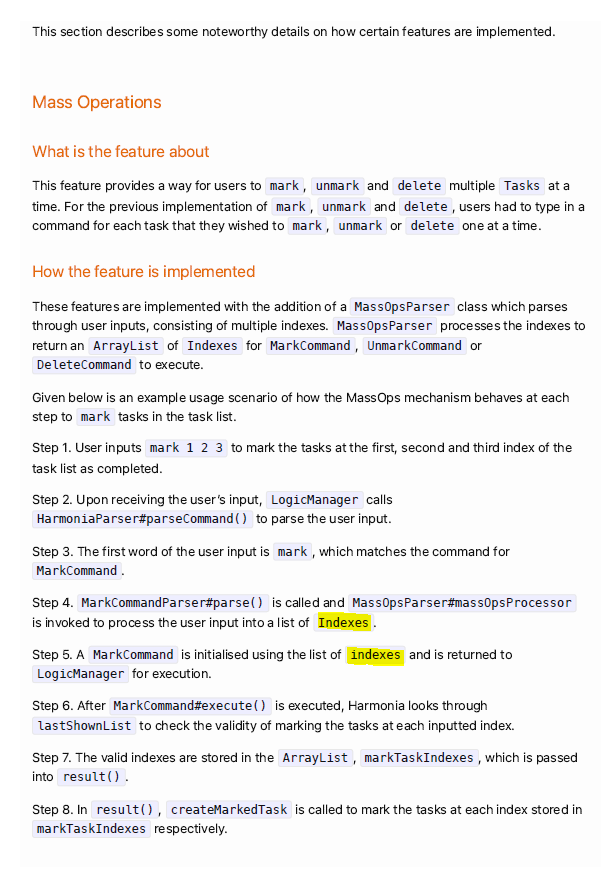 This section describes some noteworthy details on how certain features are implemented.
Mass Operations
What is the feature about
This feature provides a way for users to mark , unmark and delete multiple Tasks at a
time. For the previous implementation of mark , unmark and delete , users had to type in a
command for each task that they wished to mark , unmark or delete one at a time.
How the feature is implemented
These features are implemented with the addition of a MassOpsParser class which parses
through user inputs, consisting of multiple indexes. MassOpsParser processes the indexes to
return an ArrayList of Indexes for MarkCommand , UnmarkCommand or
DeleteCommand to execute.
Given below is an example usage scenario of how the MassOps mechanism behaves at each
step to mark tasks in the task list.
Step 1. User inputs mark 1 2 3 to mark the tasks at the first, second and third index of the
task list as completed.
Step 2. Upon receiving the user's input, LogicManager calls
HarmoniaParser#parseCommand() to parse the user input.
Step 3. The first word of the user input is mark , which matches the command for
MarkCommand .
Step 4. MarkCommandParser#parse() is called and MassOpsParser#massOpsProcessor
is invoked to process the user input into a list of Indexes .
Step 5. A MarkCommand is initialised using the list of indexes and is returned to
LogicManager for execution.
Step 6. After MarkCommand#execute() is executed, Harmonia looks through
lastShownList to check the validity of marking the tasks at each inputted index.
Step 7. The valid indexes are stored in the ArrayList , markTaskIndexes , which is passed
into result() .
Step 8. In result() , createMarkedTask is called to mark the tasks at each index stored in
markTaskIndexes respectively.